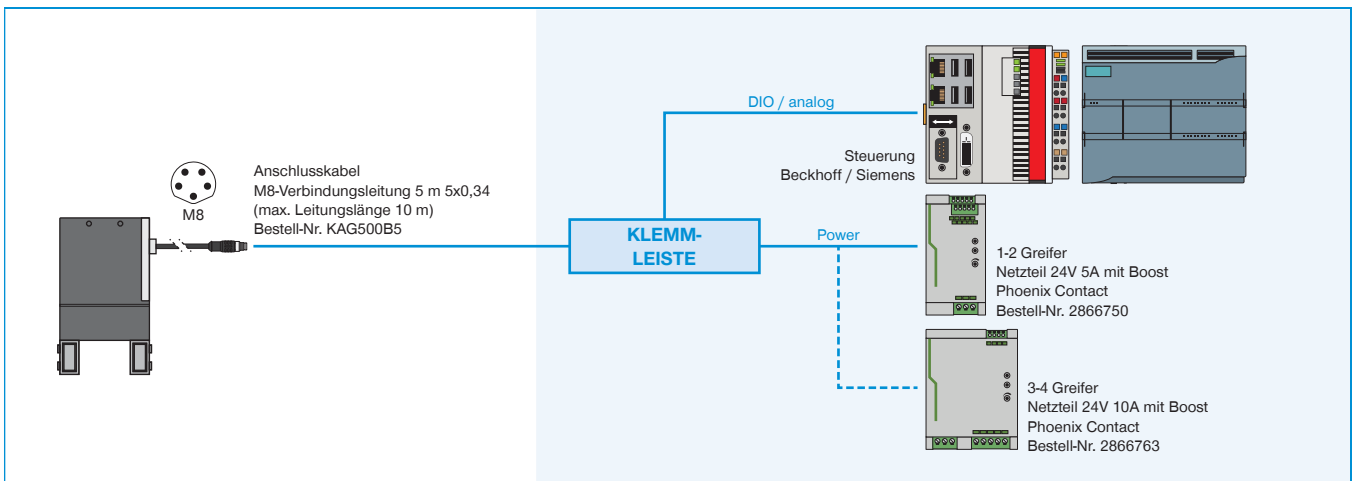 M8
Anschlusskabel
M8-Verbindungsleitung 5 m 5x0,34
(max. Leitungslänge 10 m)
Bestell-Nr. KAG500B5
KLEMM-
LEISTE
DIO / analog
Steuerung
Beckhoff / Siemens
Power
1-2 Greifer
Netzteil 24V 5A mit Boost
Phoenix Contact
Bestell-Nr. 2866750
3-4 Greifer
Netzteil 24V 10A mit Boost
Phoenix Contact
Bestell-Nr. 2866763